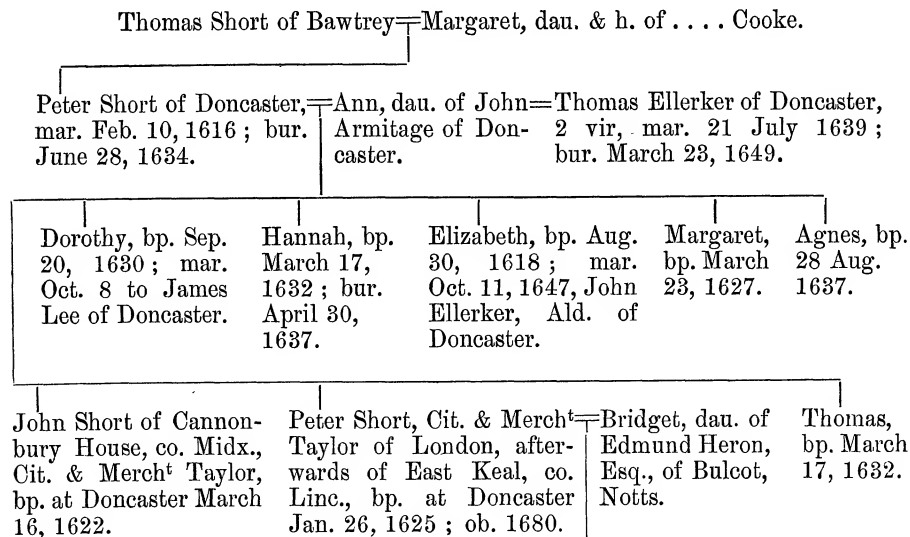 Thomas Short of Bawtrey=Margaret, dau. & h. of .... Cooke.
Peter Short of Doncaster,=Ann, dau. of John=Thomas Ellerker of Doncaster,
mar. Feb. 10, 1616 ; bur. Armitage of Don- 2 vir, mar. 21 July 1639 ;
June 28, 1634. caster. bur. March 23, 1649.
Dorothy, bp. Sep.
20, 1630 ; mar.
Oct. 8 to James
Lee of Doncaster.
Hannah, bp.
March 17,
1632 ; bur.
April 30,
1637.
Elizabeth, bp. Aug.
30, 1618 ; mar.
Oct. 11, 1647, John
Ellerker, Ald. of
Doncaster.
Margaret,
bp. March
23, 1627.
Agnes, bp.
28 Aug.
1637.
John Short of Cannon-
bury House, co. Midx.,
Cit. & Mercht Taylor,
bp. at Doncaster March
16, 1622.
Peter Short, Cit. & Mercht=Bridget, dau. of
Taylor of London, after- Edmund Heron,
wards of East Keal, co. Esq., of Bulcot,
Linc., bp. at Doncaster Notts.
Jan. 26, 1625 ; ob. 1680.
Thomas,
bp. March
17, 1632.